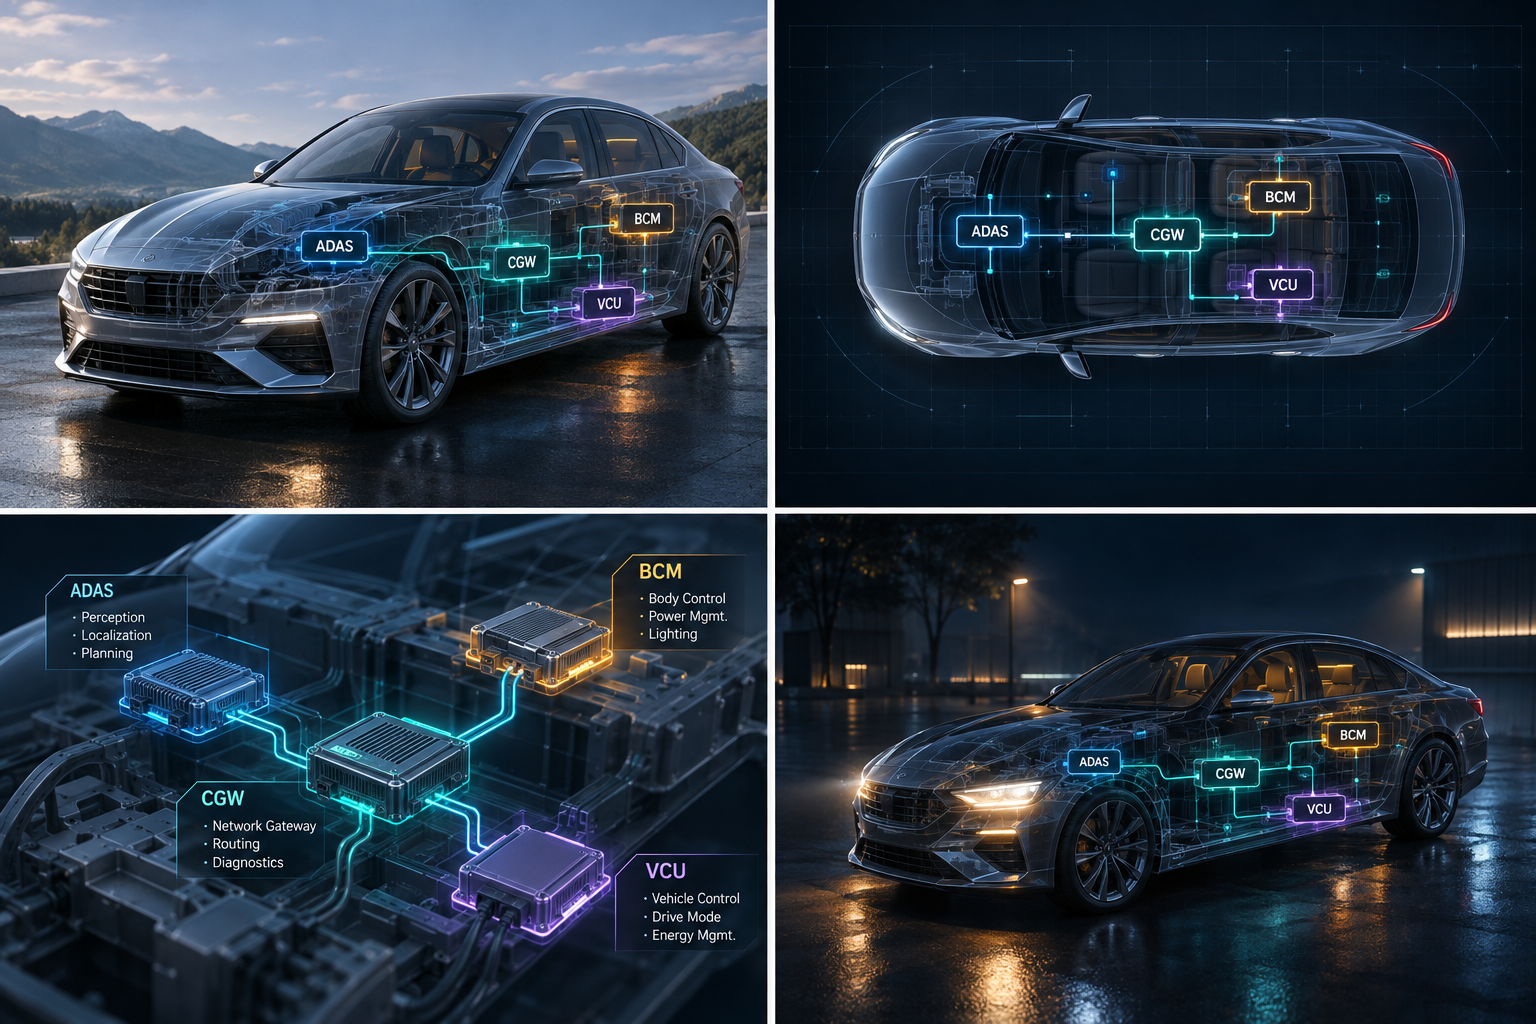 ADAS
CGW
BCM
VCU
ADAS
CGW
BCM
VCU
ADAS
· Perception
· Localization
· Planning
BCM
· Body Control
· Power Mgmt.
· Lighting
CGW
· Network Gateway
· Routing
· Diagnostics
VCU
· Vehicle Control
· Drive Mode
· Energy Mgmt.
ADAS
CGW
BCM
VCU